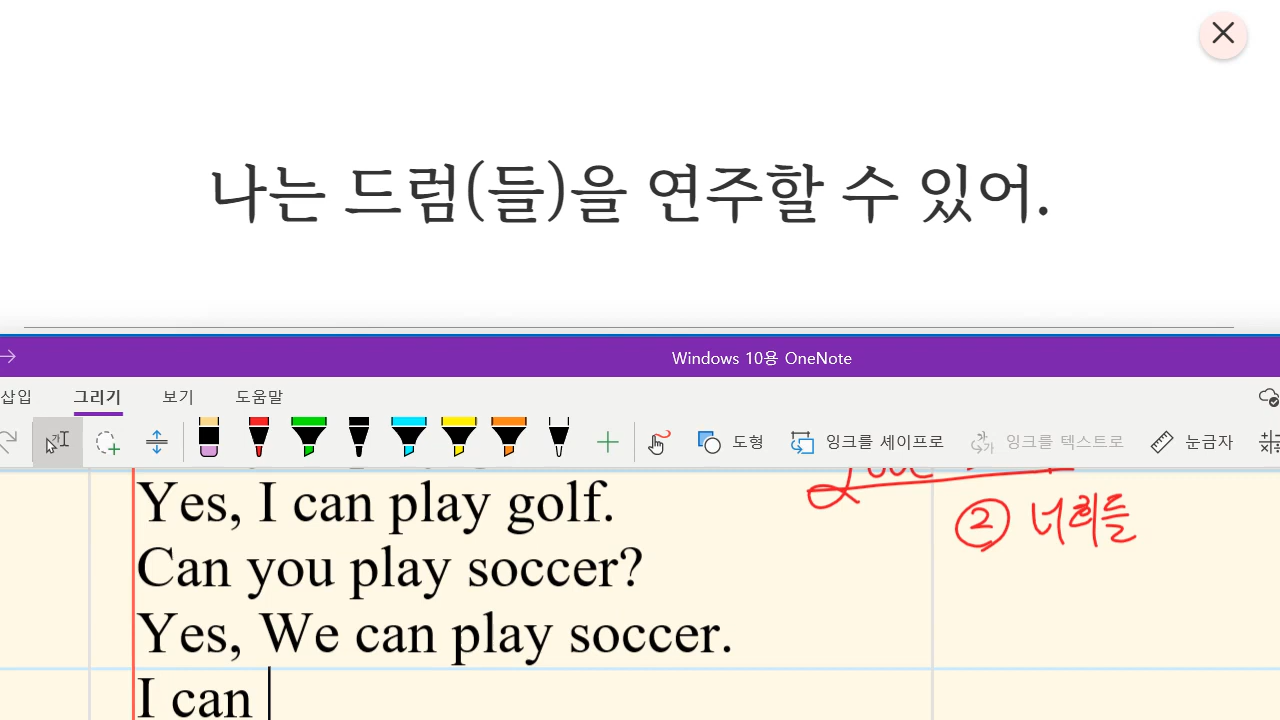 나는 드럼(들)을 연주할 수 있어.
Windows 10용 OneNote
삽입 그리기 보기 도움말
도형 잉크를 셰이프로 잉크를 텍스트로 눈금자
Yes, I can play golf.
② 너희들
Can you play soccer?
Yes, We can play soccer.
I can